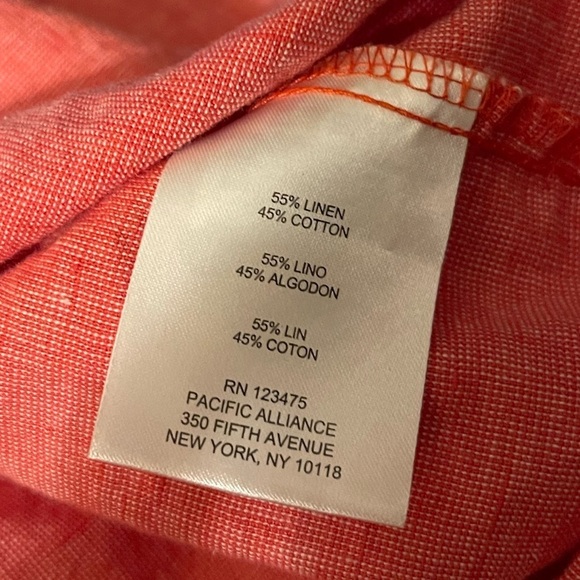 55% LINEN
45% COTTON
55% LINO
45% ALGODON
55% LIN
45% COTON
RN 123475
PACIFIC ALLIANCE
350 FIFTH AVENUE
NEW YORK, NY 10118